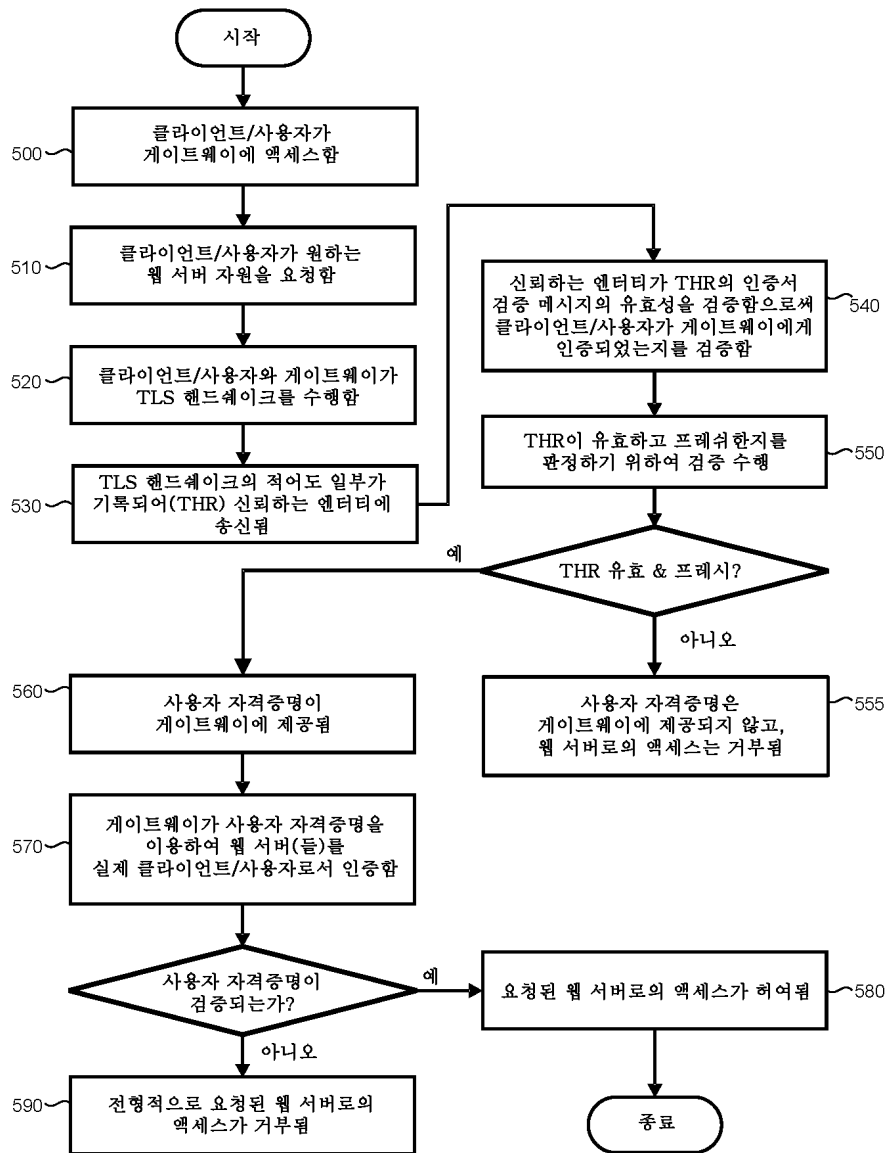 시작
500
클라이언트/사용자가
게이트웨이에 액세스함
510
클라이언트/사용자가 원하는
웹 서버 자원을 요청함
520
클라이언트/사용자와 게이트웨이가
TLS 핸드쉐이크를 수행함
530
TLS 핸드쉐이크의 적어도 일부가
기록되어(THR) 신뢰하는 엔터티에
송신됨
신뢰하는 엔터티가 THR의 인증서
검증 메시지의 유효성을 검증함으로써
클라이언트/사용자가 게이트웨이에게
인증되었는지를 검증함
540
THR이 유효하고 프레쉬한지를
판정하기 위하여 검증 수행
550
THR 유효 & 프레시?
예
아니오
사용자 자격증명은
게이트웨이에 제공되지 않고,
웹 서버로의 액세스는 거부됨
555
560
사용자 자격증명이
게이트웨이에 제공됨
570
게이트웨이가 사용자 자격증명을
이용하여 웹 서버(들)를
실제 클라이언트/사용자로서 인증함
사용자 자격증명이
검증되는가?
예
아니오
요청된 웹 서버로의 액세스가 허여됨
580
590
전형적으로 요청된 웹 서버로의
액세스가 거부됨
종료